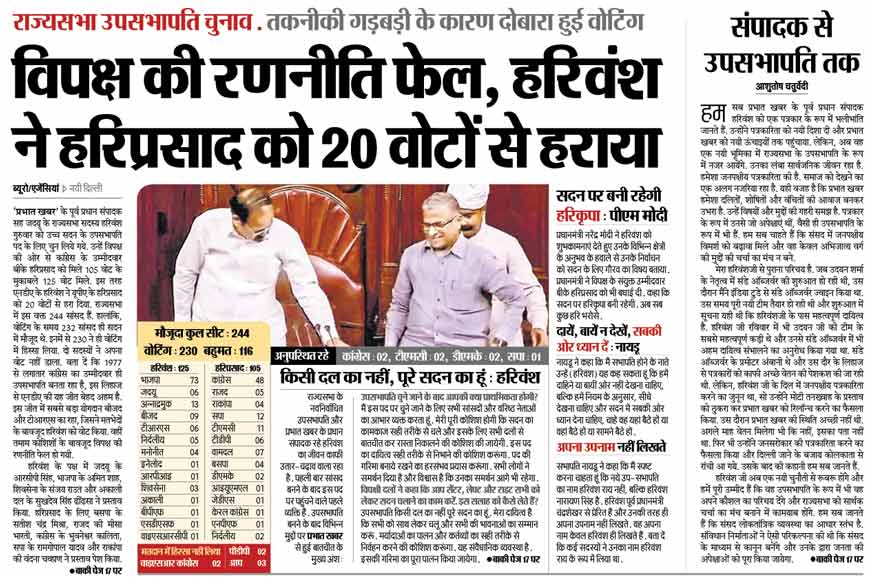 राज्यसभा उपसभापति चुनाव . तकनीकी गड़बड़ी के कारण दोबारा हुई वोटिंग
विपक्ष की रणनीति फेल, हरिवंश
ने हरिप्रसाद को 20 वोटों से हराया
ब्यूरो/एजेंसियां ▷ नयी दिल्ली
'प्रभात खबर' के पूर्व प्रधान संपादक
सह जदयू के राज्यसभा सदस्य हरिवंश
गुरुवार को उच्च सदन के उपसभापति
पद के लिए चुन लिये गये. उन्हें विपक्ष
की ओर से कांग्रेस के उम्मीदवार
बीके हरिप्रसाद को मिले 105 वोट के
मुकाबले 125 वोट मिले. इस तरह
एनडीए के हरिवंश ने यूपीए के हरिप्रसाद
को 20 वोटों से हरा दिया. राज्यसभा
में इस वक्त 244 सांसद हैं. हालांकि,
वोटिंग के समय 232 सांसद ही सदन
में मौजूद थे. इनमें से 230 ने ही वोटिंग
में हिस्सा लिया. दो सदस्यों ने अपना
वोट नहीं डाला. बता दें कि 1977
से लगातार कांग्रेस का उम्मीदवार ही
उपसभापति बनता रहा है, इस लिहाज
से एनडीए की यह जीत बेहद अहम है.
इस जीत में सबसे बड़ा योगदान बीजद
और टीआरएस का रहा, जिसने मतभेदों
के बावजूद हरिवंश को वोट किया. वहीं
तमाम कोशिशों के बावजूद विपक्ष की
रणनीति फेल हो गयी.
हरिवंश के पक्ष में जदयू के
आरसीपी सिंह, भाजपा के अमित शाह,
शिवसेना के संजय राउत और अकाली
दल के सुखदेव सिंह ढींढसा ने प्रस्ताव
किया. हरिप्रसाद के लिए बसपा के
सतीश चंद्र मिश्रा, राजद की मीसा
भारती, कांग्रेस के भुवनेश्वर कालिता,
सपा के रामगोपाल यादव और राकांपा
की वंदना चव्हाण ने प्रस्ताव पेश किया.
● बाकी पेज 17 पर
मौजूदा कुल सीट : 244
वोटिंग : 230 बहुमत : 116
हरिवंश : 125 हरिप्रसाद : 105
भाजपा 73 कांग्रेस 48
जदयू 06 राजद 05
शिवसेना 03 राकांपा 04
अन्नाद्रमुक 13 सपा 12
बीजद 09
टीआरएस 06 टीएमसी 11
निर्दलीय 05 टीडीपी 06
मनोनीत 04 वामदल 07
इनेलोद 01 बसपा 04
आरपीआइ 01 डीएमके 02
शिवसेना 03 आइयूएमएल 01
अकाली 03 जेडीएस 01
बीपीएफ 01 केरल कांग्रेस 01
एसडीएसफ 01 एनपीएफ 01
वाइएसआरसीपी 01 निर्दलीय 02
मतदान में हिस्सा नहीं लिया पीडीपी 02
वाइएसआर कांग्रेस 02 आप 03
अनुपस्थित रहे कांग्रेस : 02, टीएमसी : 02, डीएमके : 02, सपा : 01
किसी दल का नहीं, पूरे सदन का हूं : हरिवंश
राज्यसभा के
नवनिर्वाचित
उपसभापति और
प्रभात खबर के प्रधान
संपादक रहे हरिवंश
का जीवन काफी
उतार- चढ़ाव वाला रहा
है . पहली बार सांसद
बनने के बाद इस पद
पर पहुंचने वाले पहले
व्यक्ति है . उपसभापति
बनने के बाद विभिन्न
मुद्दों पर प्रभात खबर
से हुई बातचीत के
मुख्य अंश :
उपसभापति चुने जाने के बाद आपकी क्या प्राथमिकता होगी?
मैं इस पद पर चुने जाने के लिए सभी सांसदों और वरिष्ठ नेताओं
का आभार व्यक्त करता हूं . मेरी पूरी कोशिश होगी कि सदन का
कामकाज सही तरीके से चले और इसके लिए सभी दलों से
बातचीत कर रास्ता निकालने की कोशिश की जायेगी. इस पद
का दायित्व सही तरीके से निभाने की कोशिश करूंगा. पद की
गरिमा बनाये रखने का हरसंभव प्रयास करूंगा . सभी लोगों ने
समर्थन दिया है और विश्वास है कि उनका समर्थन आगे भी रहेगा .
विपक्षी दलों ने कहा कि आप सेंटर, लेफ्ट और राइट सभी को
लेकर सदन चलाने का काम करें. इस सलाह को कैसे लेते हैं?
उपसभापति किसी दल का नहीं पूरे सदन का हूं . मेरा दायित्व है
कि सभी को साथ लेकर चलूं और सभी की भावनाओं का सम्मान
करू . मर्यादाओं का पालन और कर्तव्यों का सही तरीके से
निर्वहन करने की कोशिश करूंगा. यह संवैधानिक व्यवस्था है .
इसकी गरिमा का पूरा पालन किया जायेगा . ● बाकी पेज 17 पर
सदन पर बनी रहेगी
हरिकृपा : पीएम मोदी
प्रधानमंत्री नरेंद्र मोदी ने हरिवंश को
शुभकामनाएं देते हुए उनके विभिन्न क्षेत्रों
के अनुभव के हवाले से उनके निर्वाचन
को सदन के लिए गौरव का विषय बताया .
प्रधानमंत्री ने विपक्ष के संयुक्त उम्मीदवार
बीके हरिप्रसाद को भी बधाई दी . कहा कि
सदन पर हरिकृपा बनी रहेगी . अब सब
कुछ हरि भरोसे .
दायें, बायें न देखें, सबकी
ओर ध्यान दें : नायडू
नायडू ने कहा कि मैं सभापति होने के नाते
उन्हें (हरिवंश) यह कह सकता हूं कि हमें
दाहिने या बायीं ओर नहीं देखना चाहिए,
बल्कि हमें नियम के अनुसार, सीधे
देखना चाहिए और सदन में सबकी ओर
ध्यान देना चाहिए, चाहे वह यहां बैठे हो या
वहां बैठे हो या सामने बैठे हो .
अपना उपनाम नहीं लिखते
सभापति नायडू ने कहा कि मैं स्पष्ट
करना चाहता हूं कि नये उप- सभापति
का नाम हरिवंश राय नहीं, बल्कि हरिवंश
नारायण सिंह है . हरिवंश पूर्व प्रधानमंत्री
चंद्रशेखर से प्रेरित है और उनकी तरह ही
अपना उपनाम नहीं लिखते . वह अपना
नाम केवल हरिवंश ही लिखते हैं . बता दें
कि कई सदस्यों ने उनका नाम हरिवंश
राय के रूप में लिया था .
संपादक से
उपसभापति तक
आशुतोष चतुर्वेदी
हम सब प्रभात खबर के पूर्व प्रधान संपादक
हरिवंश को एक पत्रकार के रूप में भलीभांति
जानते हैं. उन्होंने पत्रकारिता को नयी दिशा दी और प्रभात
खबर को नयी ऊंचाइयों तक पहुंचाया. लेकिन, अब वह
एक नयी भूमिका में राज्यसभा के उपसभापति के रूप में
नजर आयेंगे. उनका लंबा सार्वजनिक जीवन रहा है.
हमेशा जनपक्षीय पत्रकारिता की है. समाज को देखने का
एक अलग नजरिया रहा है. यही वजह है कि प्रभात खबर
हमेशा दलितों, शोषितों और वंचितों की आवाज बनकर
उभरा है. उन्हें विषयों और मुद्दों की गहरी समझ है. पत्रकार
के रूप में उनसे जो अपेक्षाएं थीं, वैसी ही उपसभापति के
रूप में भी हैं. हम सब चाहते हैं कि संसद में जनपक्षीय
विमर्श को बढ़ावा मिले और वह केवल अभिजात्य वर्ग
की मुद्दों की चर्चा का मंच न बने.
मेरा हरिवंशजी से पुराना परिचय है. जब उदयन शर्मा
के नेतृत्व में संडे ऑब्जर्वर की शुरुआत हो रही थी, उस
दौरान मैंने इंडिया टुडे से संडे ऑब्जर्वर ज्वाइन किया था.
उस समय पूरी नयी टीम तैयार हो रही थी और शुरुआत में
सूचना यही थी कि हरिवंशजी के पास महत्वपूर्ण दायित्व
है. हरिवंश जी रविवार में भी उदयन जी की टीम के
सबसे महत्वपूर्ण कड़ी थे और उनसे संडे ऑब्जर्वर में भी
अहम दायित्व संभालने का अनुरोध किया गया था. संडे
ऑब्जर्वर के प्रमोटर अंबानी थे और उस दौर के लिहाज
से पत्रकारों को काफी अच्छे वेतन की पेशकश की जा रही
थी. लेकिन, हरिवंश जी के दिल में जनपक्षीय पत्रकारिता
करने का जुनून था, सो उन्होंने मोटी तनख्वाह के प्रस्ताव
को ठुकरा कर प्रभात खबर को रिलॉन्च करने का फैसला
किया. उस दौरान प्रभात खबर की स्थिति अच्छी नहीं थी.
अगले माह वेतन मिलेगा भी कि नहीं, इसका पता नहीं
था. फिर भी उन्होंने जनसरोकार की पत्रकारिता करने का
फैसला किया और दिल्ली जाने के बजाय कोलकाता से
रांची आ गये. उसके बाद की कहानी हम सब जानते हैं.
हरिवंश जी अब एक नयी चुनौती से रूबरू होंगे और
हमें पूरी उम्मीद है कि वह उपसभापति के रूप में भी वह
अपने कौशल का परिचय देंगे और राज्यसभा को सार्थक
चर्चा का मंच बनाने में कामयाब होंगे. हम सब जानते
हैं कि संसद लोकतांत्रिक व्यवस्था का आधार स्तंभ है.
संविधान निर्माताओं ने ऐसी परिकल्पना की थी कि संसद
के माध्यम से कानून बनेंगे और उनके द्वारा जनता की
अपेक्षाओं को पूरा किया जायेगा. ● बाकी पेज 17 पर